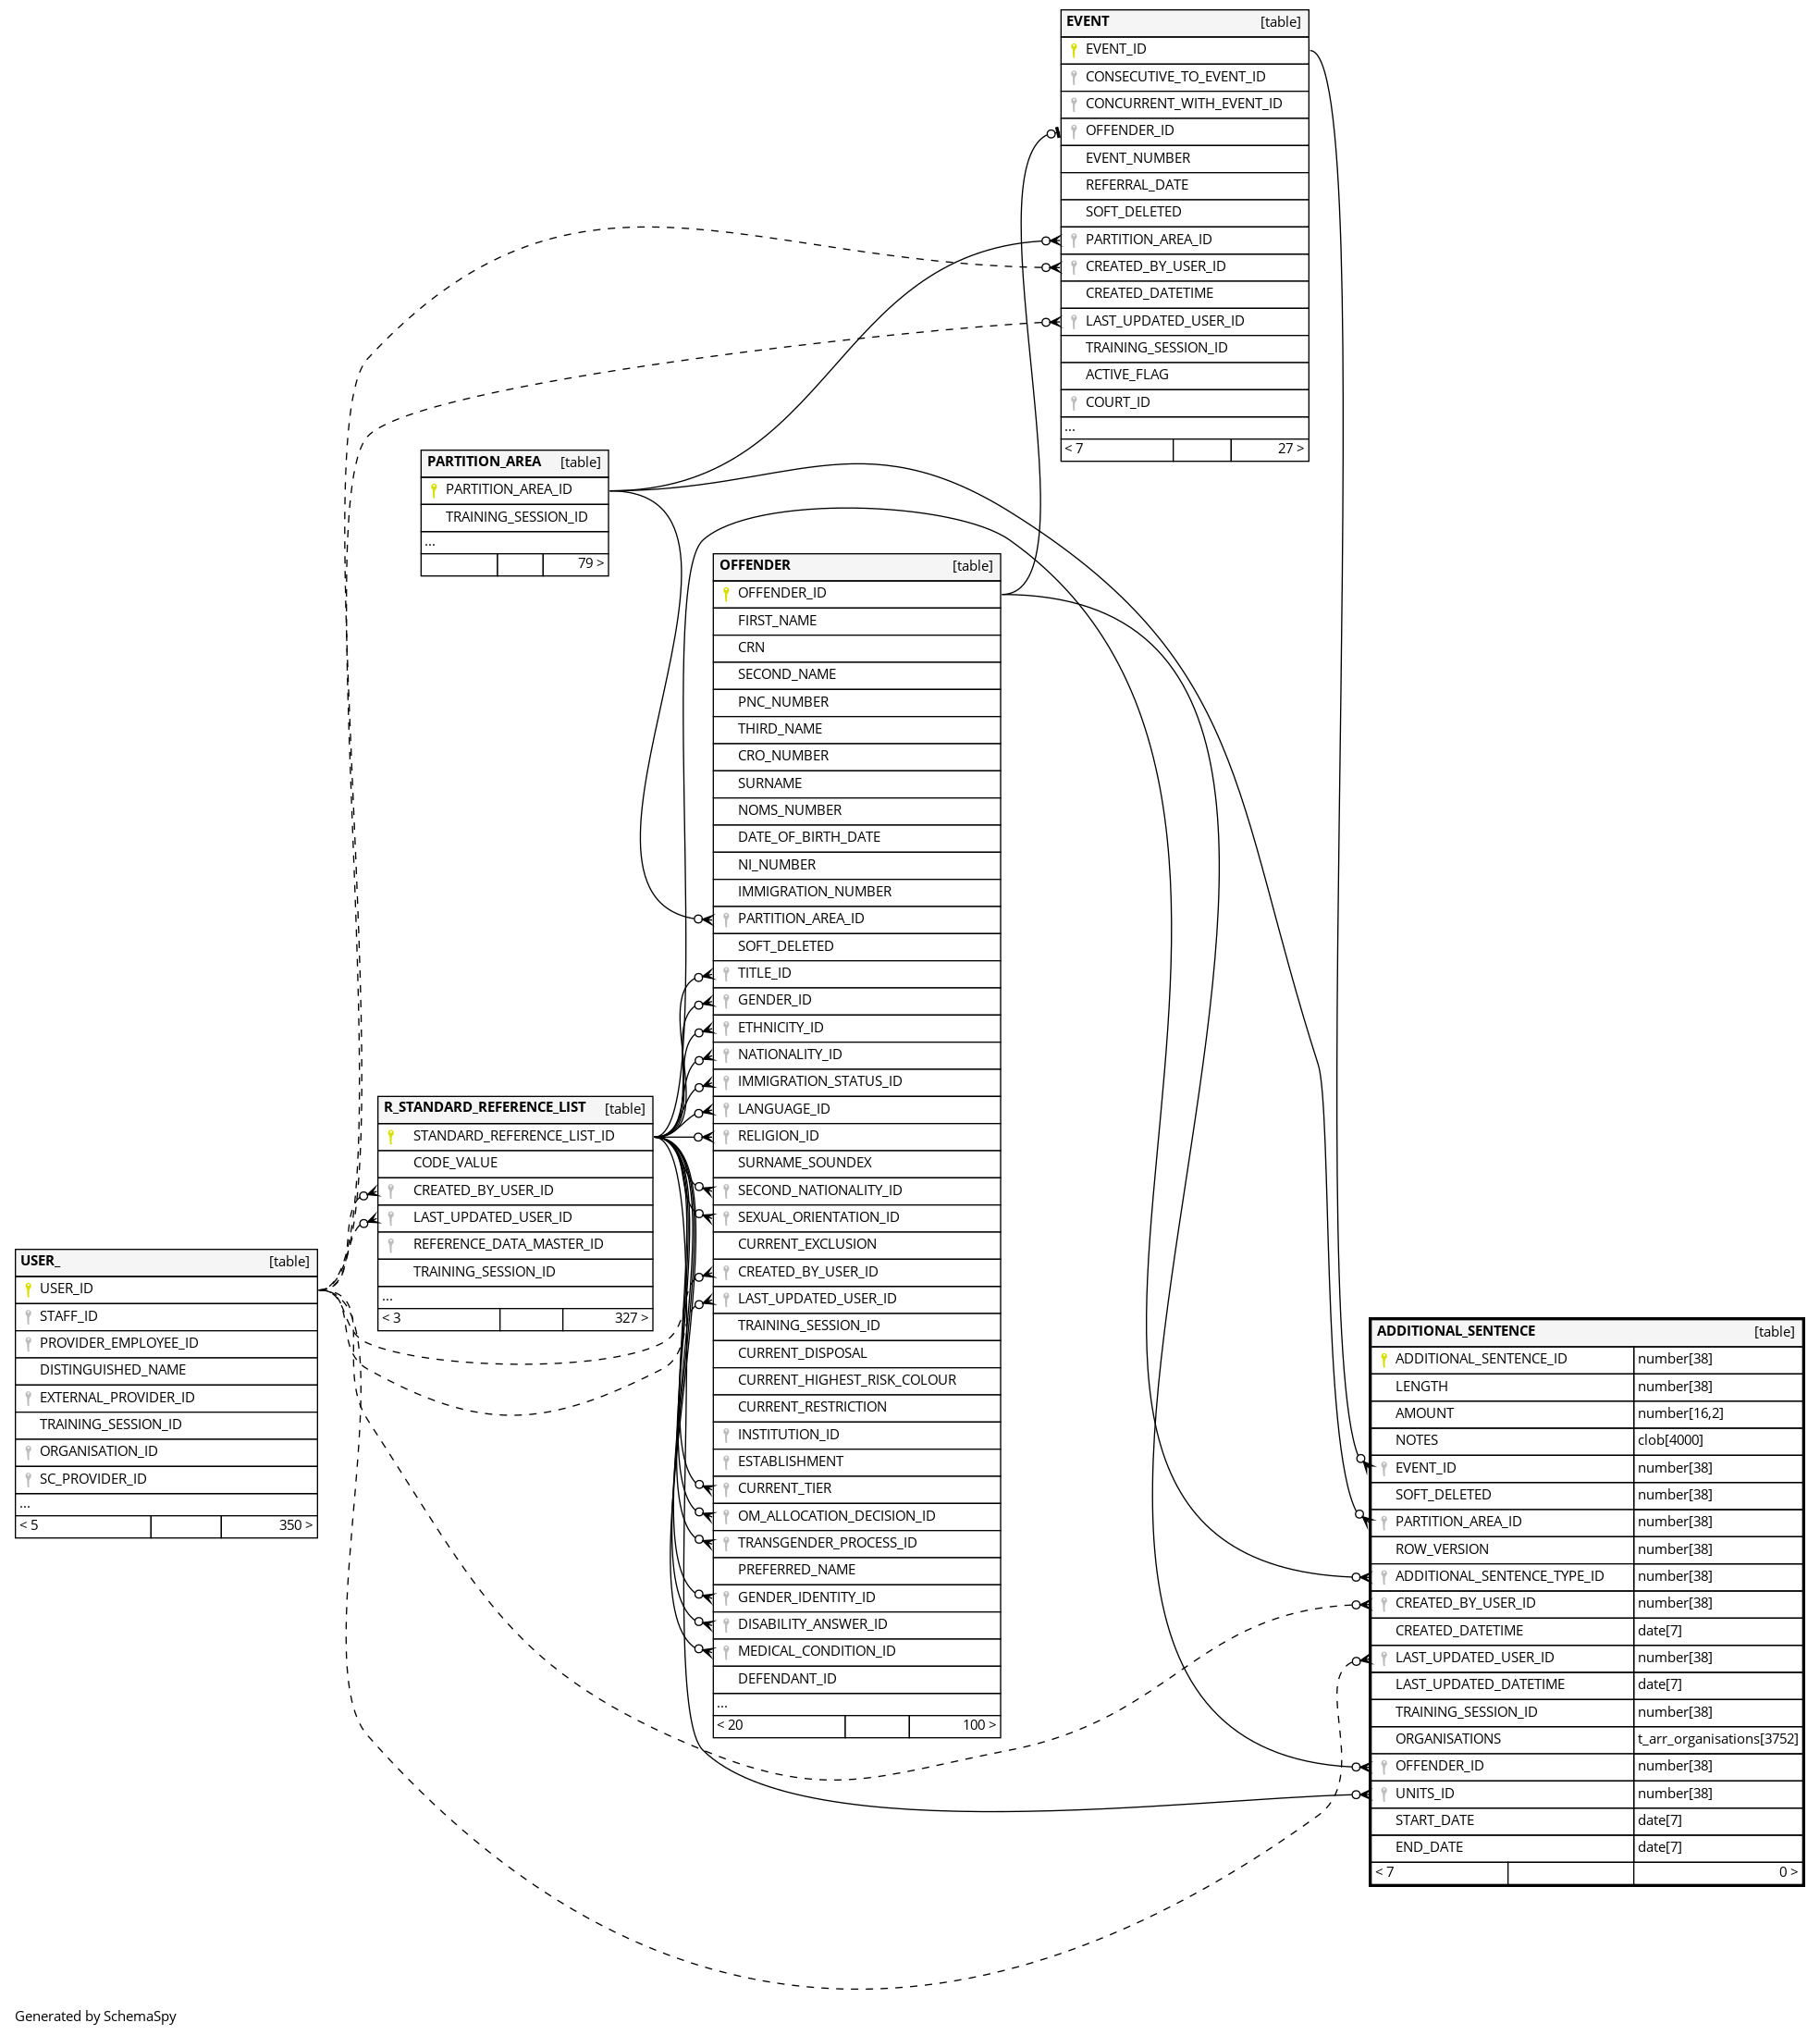 EVENT [table]
EVENT_ID
CONSECUTIVE_TO_EVENT_ID
CONCURRENT_WITH_EVENT_ID
OFFENDER_ID
EVENT_NUMBER
REFERRAL_DATE
SOFT_DELETED
PARTITION_AREA_ID
CREATED_BY_USER_ID
CREATED_DATETIME
LAST_UPDATED_USER_ID
TRAINING_SESSION_ID
ACTIVE_FLAG
COURT_ID
...
< 7 27 >
PARTITION_AREA [table]
PARTITION_AREA_ID
TRAINING_SESSION_ID
...
79 >
OFFENDER [table]
OFFENDER_ID
FIRST_NAME
CRN
SECOND_NAME
PNC_NUMBER
THIRD_NAME
CRO_NUMBER
SURNAME
NOMS_NUMBER
DATE_OF_BIRTH_DATE
NI_NUMBER
IMMIGRATION_NUMBER
PARTITION_AREA_ID
SOFT_DELETED
TITLE_ID
GENDER_ID
ETHNICITY_ID
NATIONALITY_ID
IMMIGRATION_STATUS_ID
LANGUAGE_ID
RELIGION_ID
SURNAME_SOUNDEX
SECOND_NATIONALITY_ID
SEXUAL_ORIENTATION_ID
CURRENT_EXCLUSION
CREATED_BY_USER_ID
LAST_UPDATED_USER_ID
TRAINING_SESSION_ID
CURRENT_DISPOSAL
CURRENT_HIGHEST_RISK_COLOUR
CURRENT_RESTRICTION
INSTITUTION_ID
ESTABLISHMENT
CURRENT_TIER
OM_ALLOCATION_DECISION_ID
TRANSGENDER_PROCESS_ID
PREFERRED_NAME
GENDER_IDENTITY_ID
DISABILITY_ANSWER_ID
MEDICAL_CONDITION_ID
DEFENDANT_ID
...
< 20 100 >
R_STANDARD_REFERENCE_LIST [table]
STANDARD_REFERENCE_LIST_ID
CODE_VALUE
CREATED_BY_USER_ID
LAST_UPDATED_USER_ID
REFERENCE_DATA_MASTER_ID
TRAINING_SESSION_ID
...
< 3 327 >
USER_ [table]
USER_ID
STAFF_ID
PROVIDER_EMPLOYEE_ID
DISTINGUISHED_NAME
EXTERNAL_PROVIDER_ID
TRAINING_SESSION_ID
ORGANISATION_ID
SC_PROVIDER_ID
...
< 5 350 >
ADDITIONAL_SENTENCE [table]
ADDITIONAL_SENTENCE_ID number[38]
LENGTH number[38]
AMOUNT number[16,2]
NOTES clob[4000]
EVENT_ID number[38]
SOFT_DELETED number[38]
PARTITION_AREA_ID number[38]
ROW_VERSION number[38]
ADDITIONAL_SENTENCE_TYPE_ID number[38]
CREATED_BY_USER_ID number[38]
CREATED_DATETIME date[7]
LAST_UPDATED_USER_ID number[38]
LAST_UPDATED_DATETIME date[7]
TRAINING_SESSION_ID number[38]
ORGANISATIONS t_arr_organisations[3752]
OFFENDER_ID number[38]
UNITS_ID number[38]
START_DATE date[7]
END_DATE date[7]
< 7 0 >
Generated by SchemaSpy